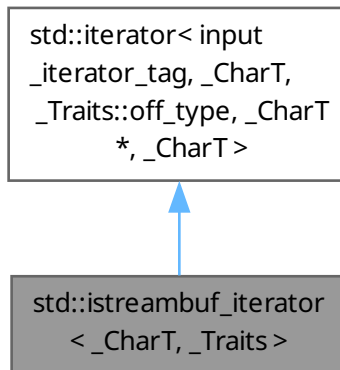 std::iterator< input
_iterator_tag, _CharT,
_Traits::off_type, _CharT
*, _CharT >
std::istreambuf_iterator
< _CharT, _Traits >